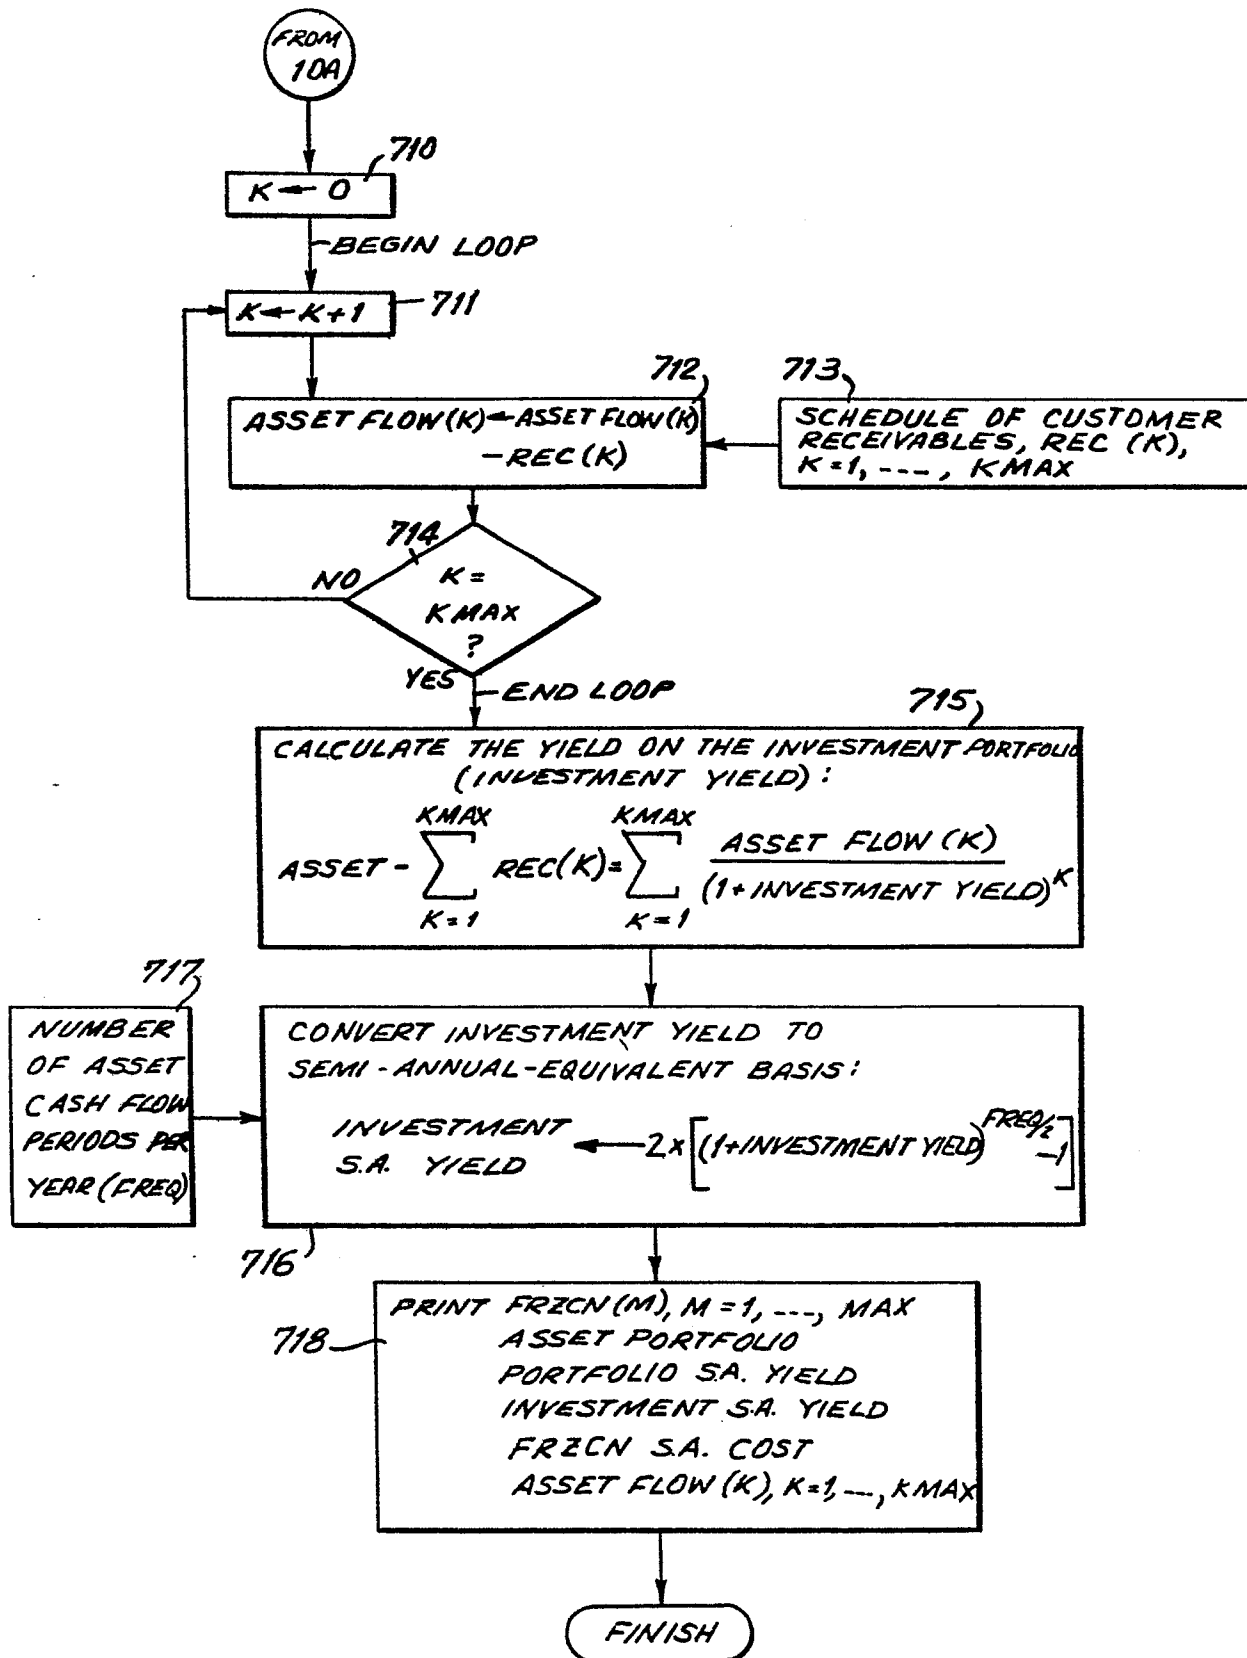 FROM
10A
710
K ← 0
BEGIN LOOP
K ← K+1
711
712
ASSET FLOW(K) ← ASSET FLOW(K)
- REC(K)
713
SCHEDULE OF CUSTOMER
RECEIVABLES, REC (K),
K=1, ----, KMAX
714
NO
K =
KMAX
?
YES
END LOOP
715
CALCULATE THE YIELD ON THE INVESTMENT PORTFOLIO
(INVESTMENT YIELD):
KMAX KMAX
ASSET - ∑ REC(K) = ∑ ASSET FLOW (K)
(1+INVESTMENT YIELD)^K
K=1 K=1
717
NUMBER
OF ASSET
CASH FLOW
PERIODS PER
YEAR (FREQ)
CONVERT INVESTMENT YIELD TO
SEMI-ANNUAL-EQUIVALENT BASIS:
INVESTMENT
S.A. YIELD ← 2x[(1+INVESTMENT YIELD)^FREQ/2 -1]
716
718
PRINT FRZCN(M), M=1, ---, MAX
ASSET PORTFOLIO
PORTFOLIO S.A. YIELD
INVESTMENT S.A. YIELD
FRZCN S.A. COST
ASSET FLOW (K), K=1, --, KMAX
FINISH